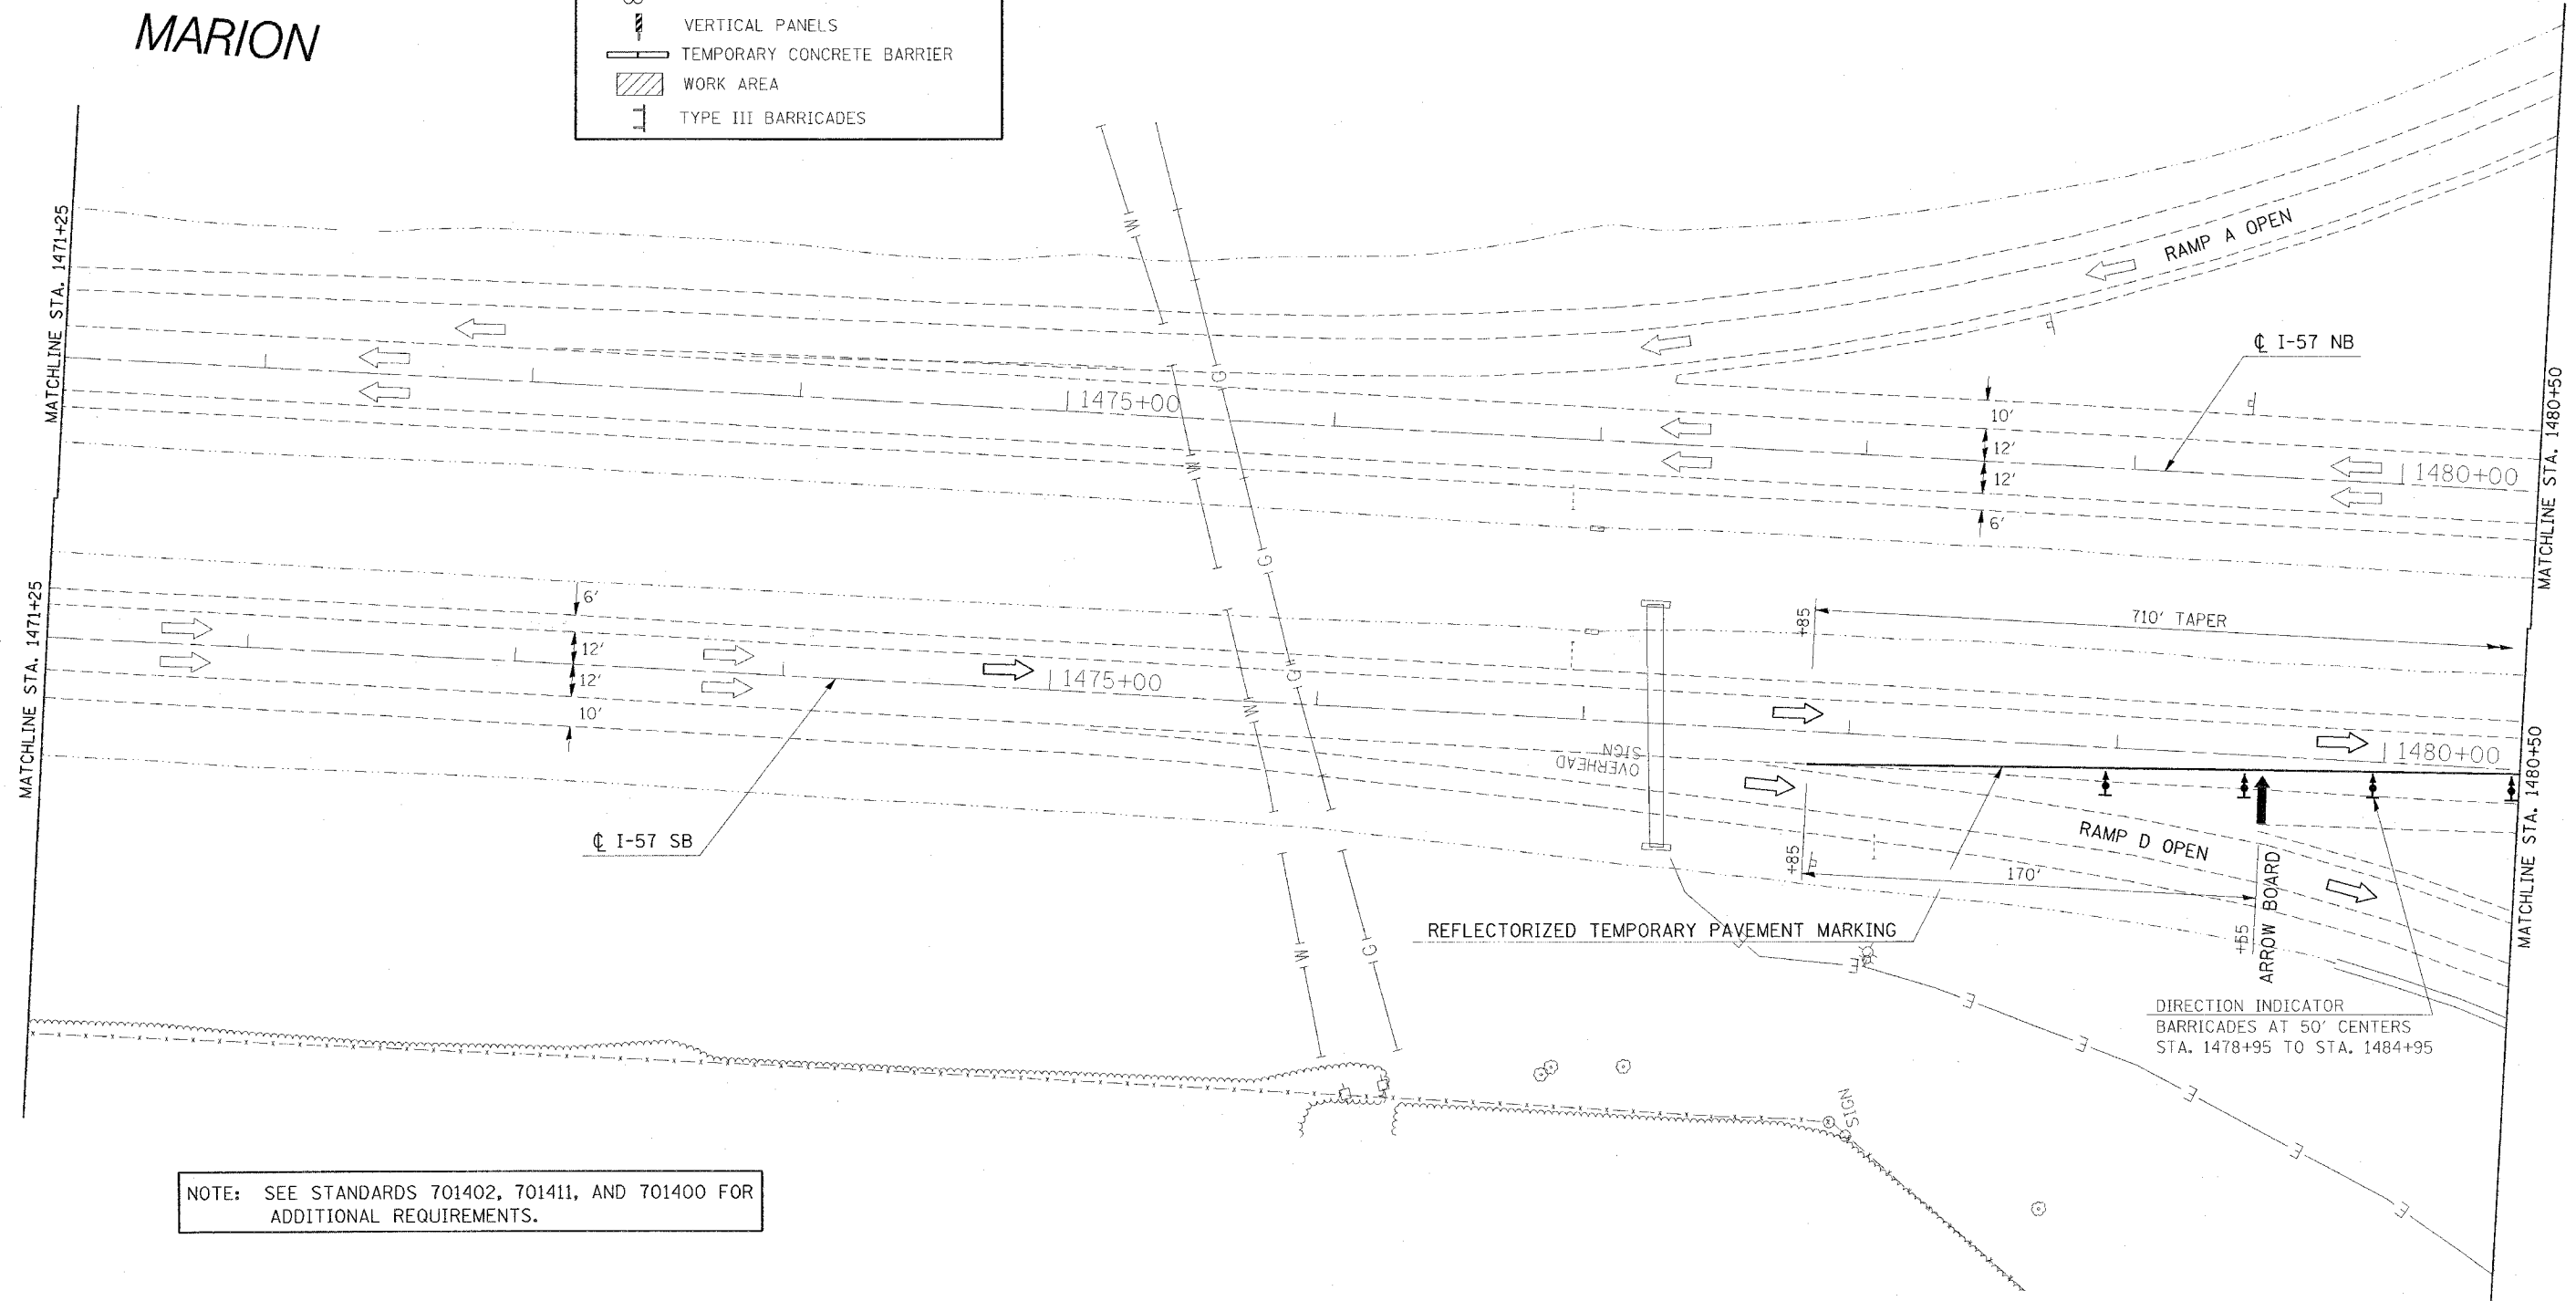 MARION
VERTICAL PANELS
TEMPORARY CONCRETE BARRIER
WORK AREA
TYPE III BARRICADES
MATCHLINE STA. 1471+25
MATCHLINE STA. 1471+25
W
G
W
G
W
G
W
G
W
RAMP A OPEN
℄ I-57 NB
1475+00
10'
12'
12'
6'
1480+00
MATCHLINE STA. 1480+50
6'
12'
12'
10'
1475+00
℄ I-57 SB
OVERHEAD
SIGN
+85
710' TAPER
1480+00
MATCHLINE STA. 1480+50
RAMP D OPEN
+85
170'
+55
ARROW BOARD
REFLECTORIZED TEMPORARY PAVEMENT MARKING
DIRECTION INDICATOR
BARRICADES AT 50' CENTERS
STA. 1478+95 TO STA. 1484+95
E
E
E
E
E
E
SIGN
NOTE: SEE STANDARDS 701402, 701411, AND 701400 FOR
ADDITIONAL REQUIREMENTS.